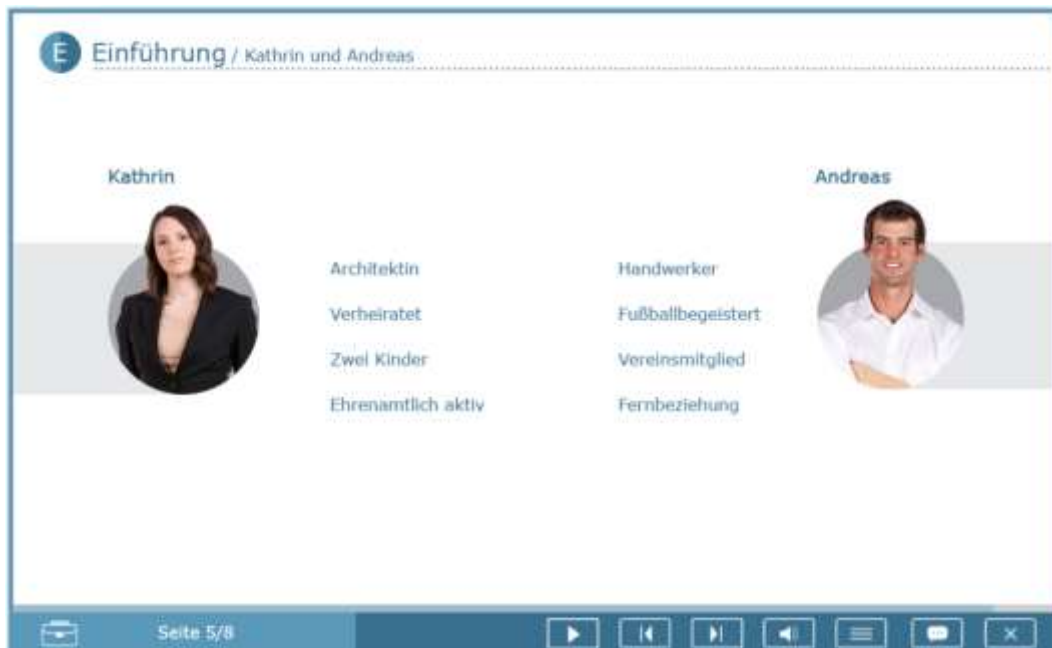 E Einführung / Kathrin und Andreas
Kathrin
Andreas
Architektin
Verheiratet
Zwei Kinder
Ehrenamtlich aktiv
Handwerker
Fußballbegeistert
Vereinsmitglied
Fernbeziehung
Seite 5/8